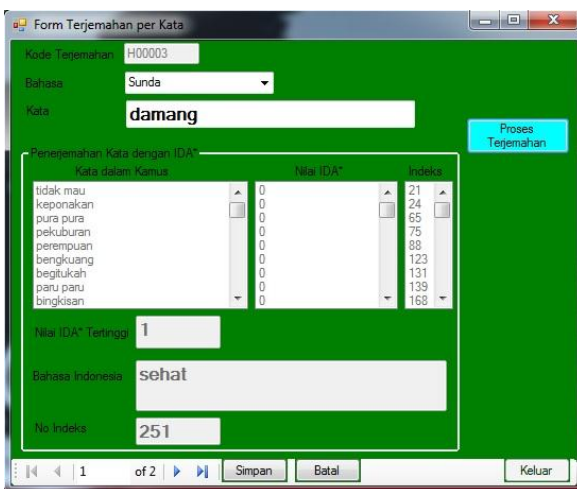 Form Terjemahan per Kata
Kode Terjemahan H00003
Bahasa Sunda
Kata damang
Proses Terjemahan
Penerjemahan Kata dengan IDA*
Kata dalam Kamus Nilai IDA* Indeks
tidak mau 0 21
keponakan 0 24
pura pura 0 65
pekuburan 0 75
perempuan 0 88
bengkuang 0 123
begitukah 0 131
paru paru 0 139
bingkisan 0 168
Nilai IDA* Tertinggi 1
Bahasa Indonesia sehat
No Indeks 251
1 of 2 Simpan Batal Keluar